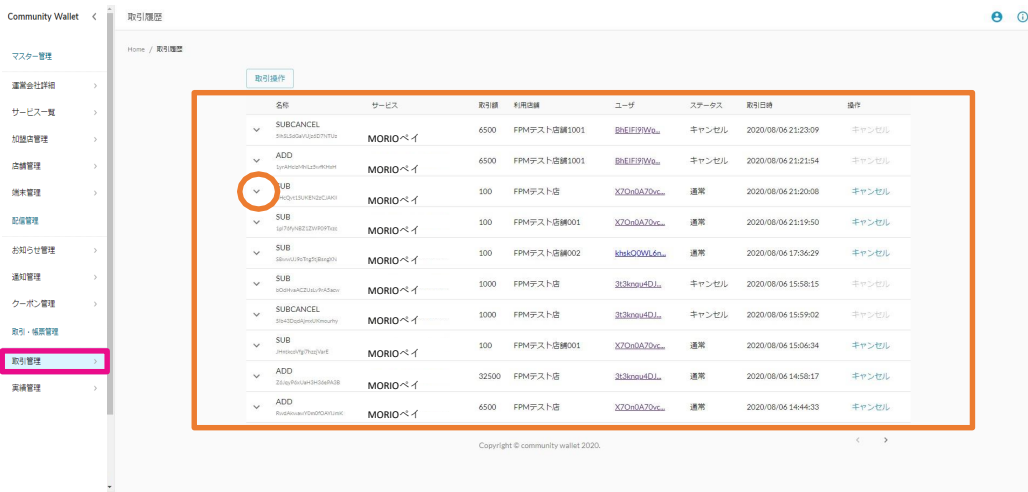 Community Wallet
取引履歴
マスター管理
Home / 取引履歴
運営会社詳細
サービス一覧
加盟店管理
店舗管理
端末管理
配信管理
お知らせ管理
通知管理
クーポン管理
取引・帳票管理
取引管理
実績管理
取引操作
名称 サービス 取引額 利用店舗 ユーザ ステータス 取引日時 操作
SUBCANCEL MORIOペイ 6500 FPMテスト店舗1001 BhEIFi9jWp... キャンセル 2020/08/06 21:23:09 キャンセル
ADD MORIOペイ 6500 FPMテスト店舗1001 BhEIFi9jWp... キャンセル 2020/08/06 21:21:54 キャンセル
SUB MORIOペイ 100 FPMテスト店 X7On0A70vc... 通常 2020/08/06 21:20:08 キャンセル
SUB MORIOペイ 100 FPMテスト店舗001 X7On0A70vc... 通常 2020/08/06 21:19:50 キャンセル
SUB MORIOペイ 100 FPMテスト店舗002 khskQ0WL6n... 通常 2020/08/06 17:36:29 キャンセル
SUB MORIOペイ 1000 FPMテスト店 3t3knqu4DJ... キャンセル 2020/08/06 15:58:15 キャンセル
SUBCANCEL MORIOペイ 1000 FPMテスト店 3t3knqu4DJ... キャンセル 2020/08/06 15:59:02 キャンセル
SUB MORIOペイ 100 FPMテスト店舗001 X7On0A70vc... 通常 2020/08/06 15:06:34 キャンセル
ADD MORIOペイ 32500 FPMテスト店 3t3knqu4DJ... 通常 2020/08/06 14:58:17 キャンセル
ADD MORIOペイ 6500 FPMテスト店 X7On0A70vc... 通常 2020/08/06 14:44:33 キャンセル
Copyright © community wallet 2020.